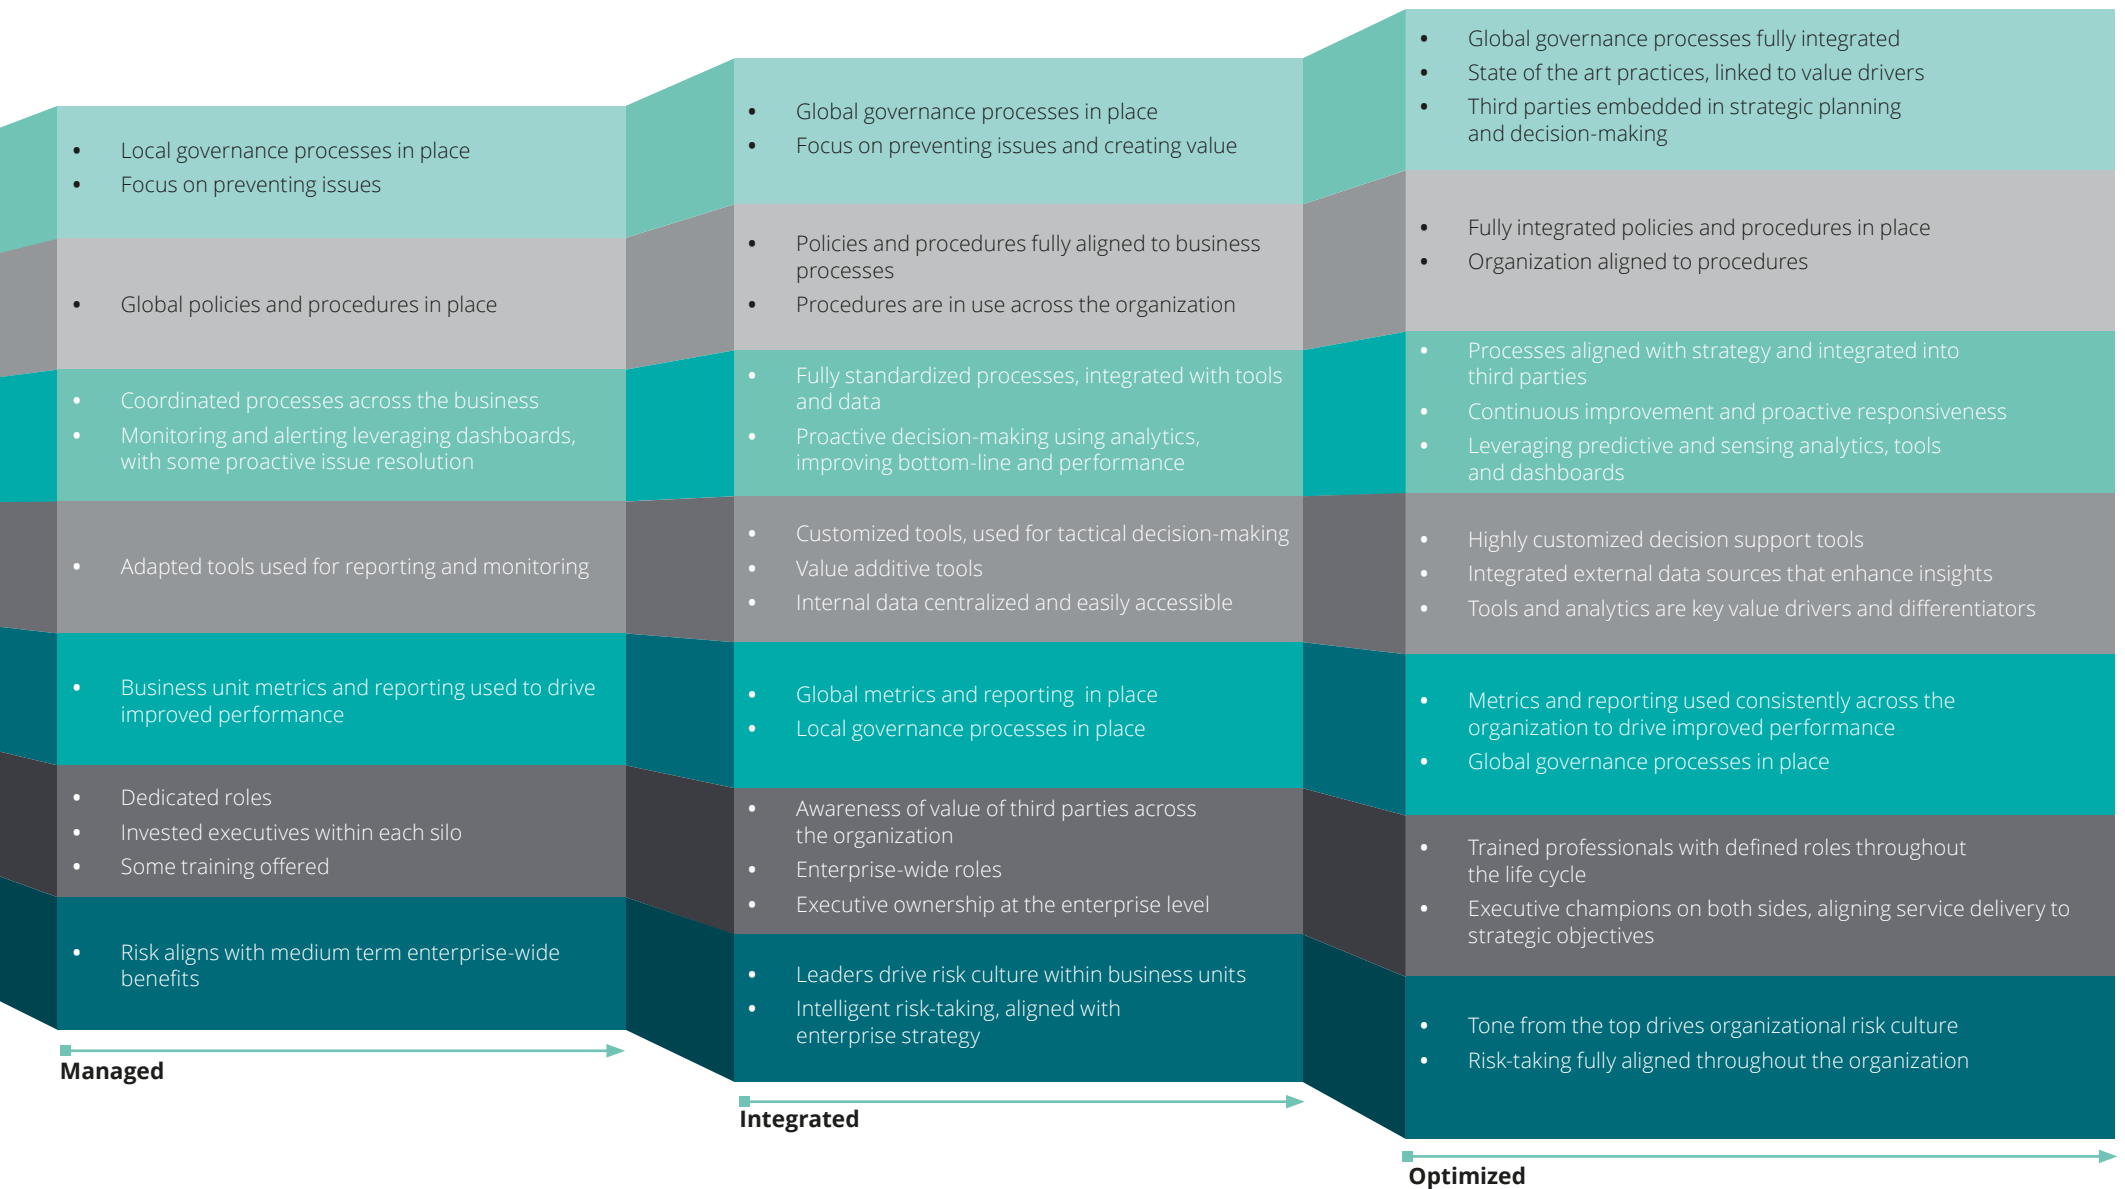 • Local governance processes in place
• Focus on preventing issues
• Global policies and procedures in place
• Coordinated processes across the business
• Monitoring and alerting leveraging dashboards,
with some proactive issue resolution
• Adapted tools used for reporting and monitoring
• Business unit metrics and reporting used to drive
improved performance
• Dedicated roles
• Invested executives within each silo
• Some training offered
• Risk aligns with medium term enterprise-wide
benefits
Managed
• Global governance processes in place
• Focus on preventing issues and creating value
• Policies and procedures fully aligned to business
processes
• Procedures are in use across the organization
• Fully standardized processes, integrated with tools
and data
• Proactive decision-making using analytics,
improving bottom-line and performance
• Customized tools, used for tactical decision-making
• Value additive tools
• Internal data centralized and easily accessible
• Global metrics and reporting in place
• Local governance processes in place
• Awareness of value of third parties across
the organization
• Enterprise-wide roles
• Executive ownership at the enterprise level
• Leaders drive risk culture within business units
• Intelligent risk-taking, aligned with
enterprise strategy
Integrated
• Global governance processes fully integrated
• State of the art practices, linked to value drivers
• Third parties embedded in strategic planning
and decision-making
• Fully integrated policies and procedures in place
• Organization aligned to procedures
• Processes aligned with strategy and integrated into
third parties
• Continuous improvement and proactive responsiveness
• Leveraging predictive and sensing analytics, tools
and dashboards
• Highly customized decision support tools
• Integrated external data sources that enhance insights
• Tools and analytics are key value drivers and differentiators
• Metrics and reporting used consistently across the
organization to drive improved performance
• Global governance processes in place
• Trained professionals with defined roles throughout
the life cycle
• Executive champions on both sides, aligning service delivery to
strategic objectives
• Tone from the top drives organizational risk culture
• Risk-taking fully aligned throughout the organization
Optimized